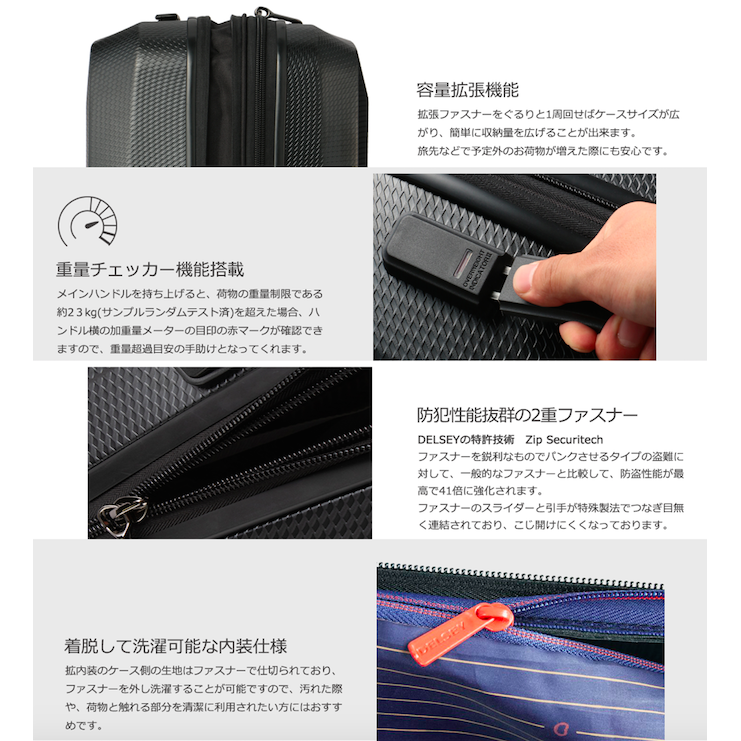 容量拡張機能
拡張ファスナーをぐるりと1周回せばケースサイズが広
がり、簡単に収納量を広げることが出来ます。
旅先などで予定外のお荷物が増えた際にも安心です。
重量チェッカー機能搭載
メインハンドルを持ち上げると、荷物の重量制限である
約23kg(サンプルランダムテスト済)を超えた場合、ハ
ンドル横の加重量メーターの目印の赤マークが確認でき
ますので、重量超過目安の手助けとなってくれます。
OVERWEIGHT
INDICATOR
防犯性能抜群の2重ファスナー
DELSEYの特許技術　Zip Securitech
ファスナーを鋭利なものでパンクさせるタイプの盗難に
対して、一般的なファスナーと比較して、防盗性能が最
高で41倍に強化されます。
ファスナーのスライダーと引手が特殊製法でつなぎ目無
く連結されており、こじ開けにくくなっております。
着脱して洗濯可能な内装仕様
拡内装のケース側の生地はファスナーで仕切られており、
ファスナーを外し洗濯することが可能ですので、汚れた際
や、荷物と触れる部分を清潔に利用されたい方にはおすす
めです。
DELSEY